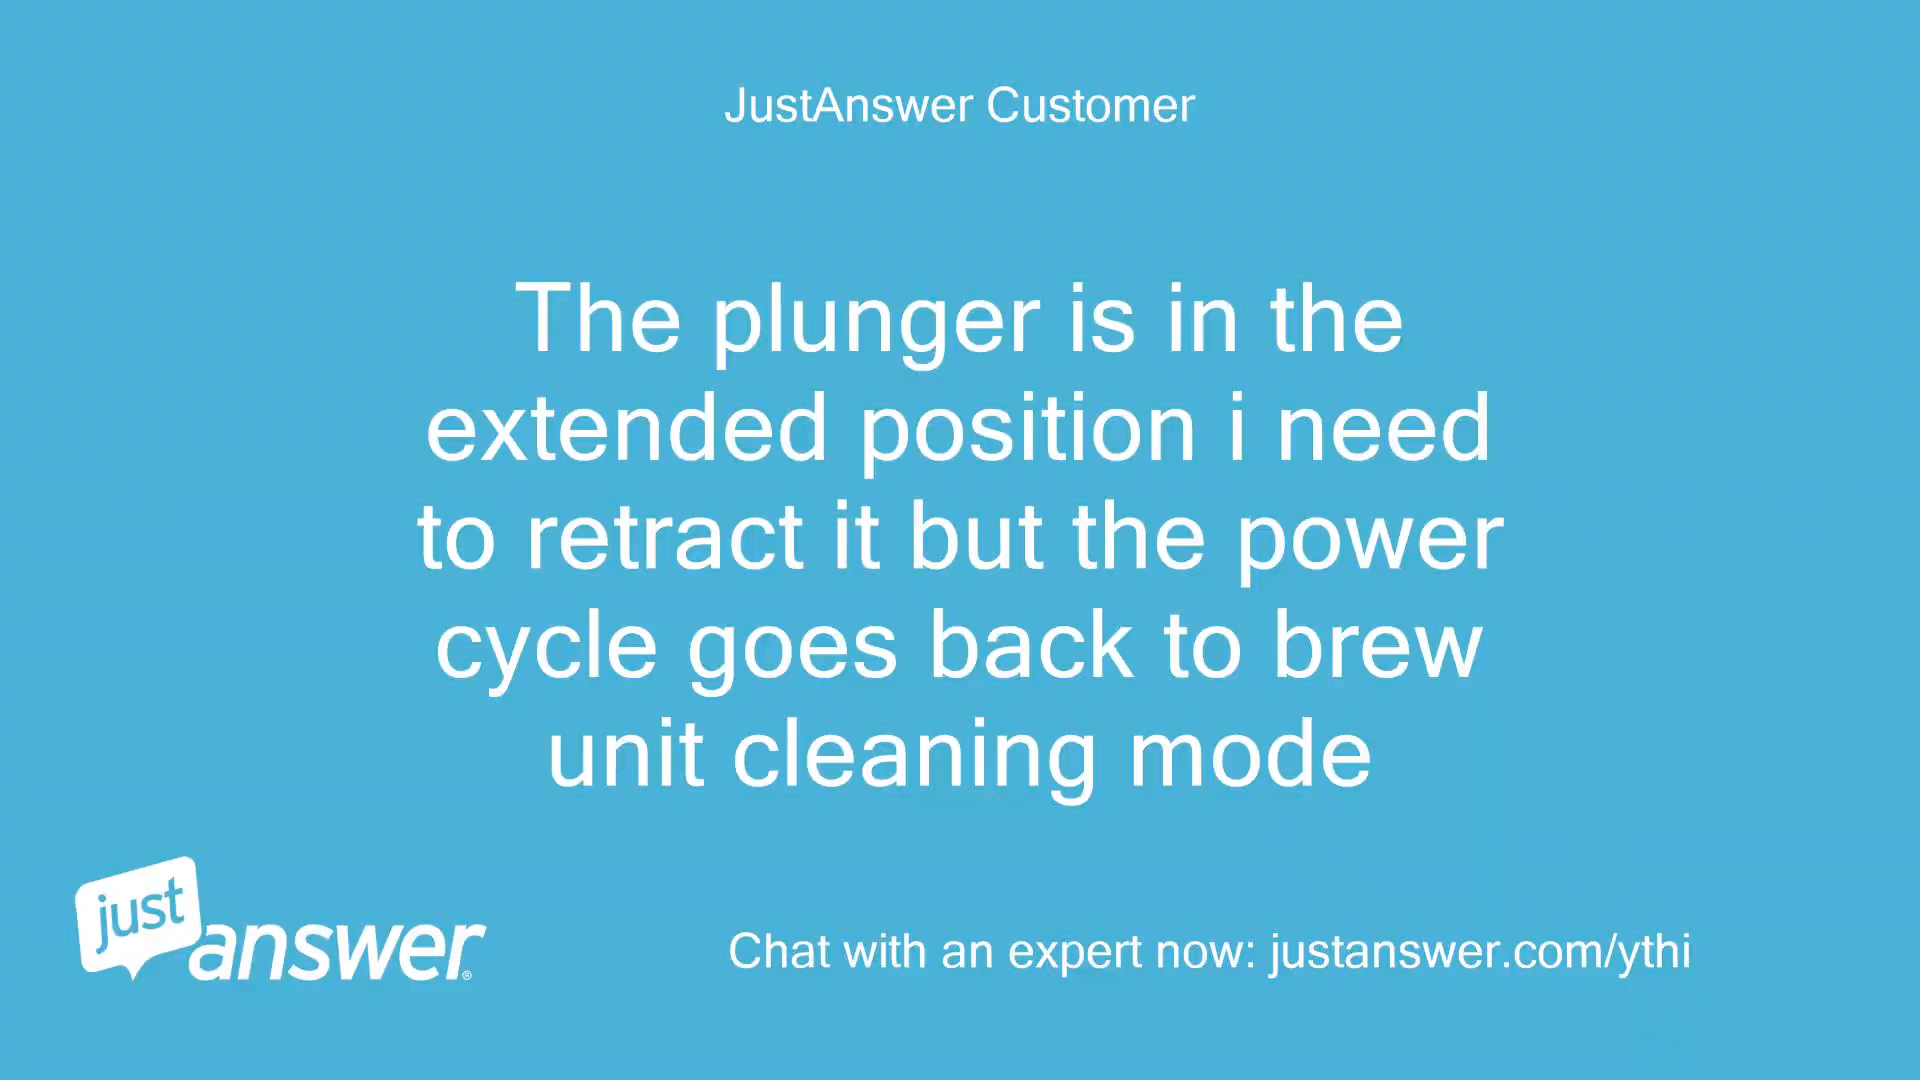 JustAnswer Customer
The plunger is in the
extended position i need
to retract it but the power
cycle goes back to brew
unit cleaning mode
just
answer®
Chat with an expert now: justanswer.com/ythi